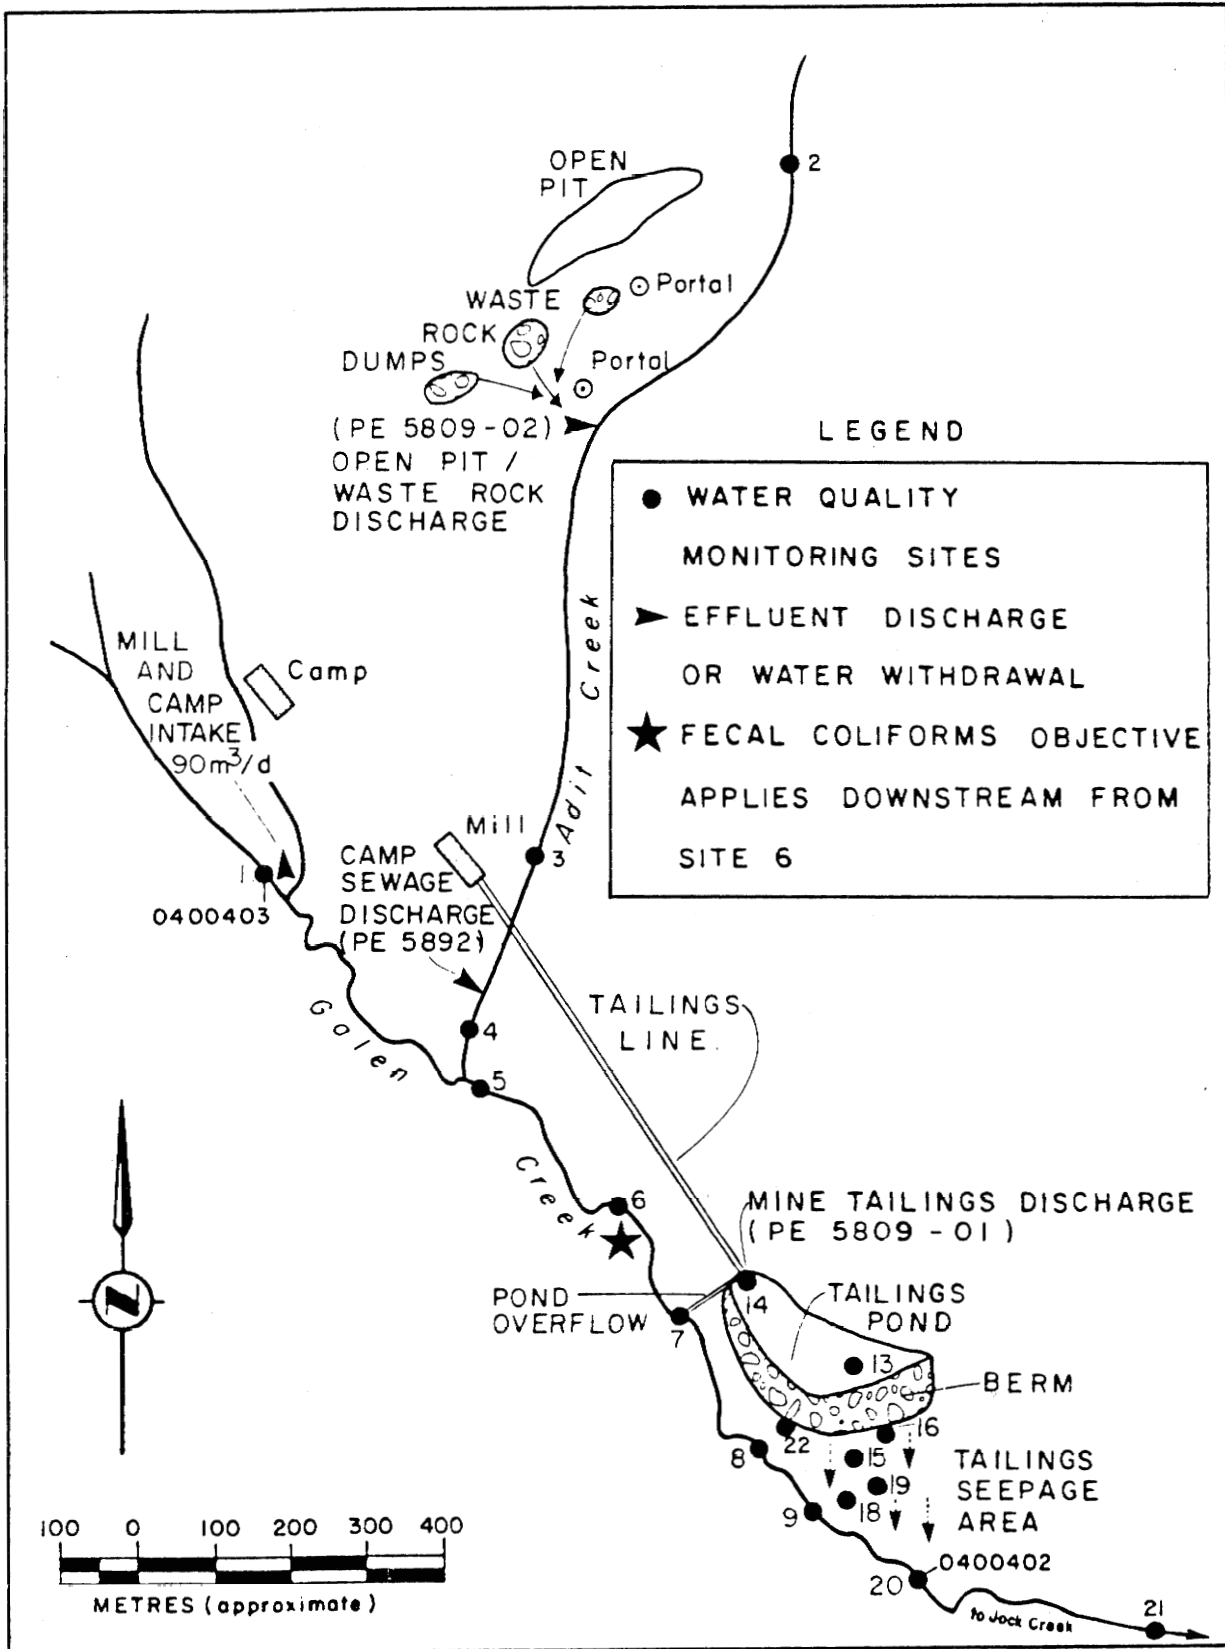 2
OPEN
PIT
Portal
WASTE
ROCK
DUMPS
Portal
(PE 5809-02)
OPEN PIT /
WASTE ROCK
DISCHARGE
LEGEND
WATER QUALITY
MONITORING SITES
EFFLUENT DISCHARGE
OR WATER WITHDRAWAL
FECAL COLIFORMS OBJECTIVE
APPLIES DOWNSTREAM FROM
SITE 6
Adit Creek
MILL
AND
CAMP
INTAKE
90m³/d
Camp
Mill
3
CAMP
SEWAGE
DISCHARGE
(PE 5892)
1
0400403
4
5
Galen Creek
TAILINGS
LINE
6
MINE TAILINGS DISCHARGE
(PE 5809-01)
POND
OVERFLOW
7
14
TAILINGS
POND
13
BERM
16
22
15
8
19
18
9
TAILINGS
SEEPAGE
AREA
0400402
20
to Jock Creek
21
N
100 0 100 200 300 400
METRES (approximate)